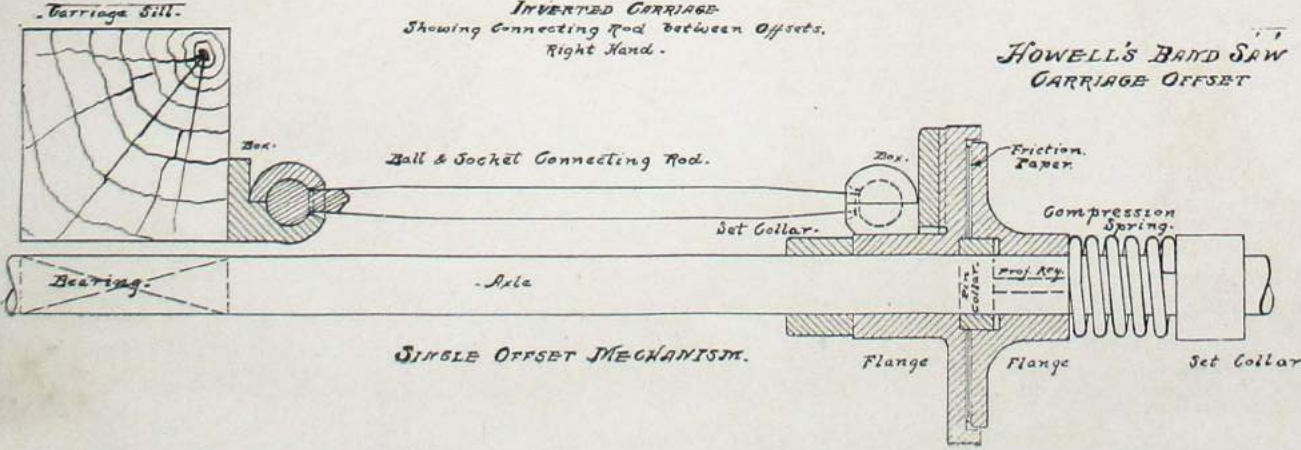 Carriage Sill.
INVERTED CARRIAGE
Showing Connecting Rod between Offsets.
Right Hand.
HOWELL'S BAND SAW
CARRIAGE OFFSET
Box.
Ball & Socket Connecting Rod.
Box.
Friction
Paper.
Set Collar.
Compression
Spring.
Bearing.
Axle
Fix
Collar.
Proj. Key.
SINGLE OFFSET MECHANISM.
Flange
Flange
Set Collar